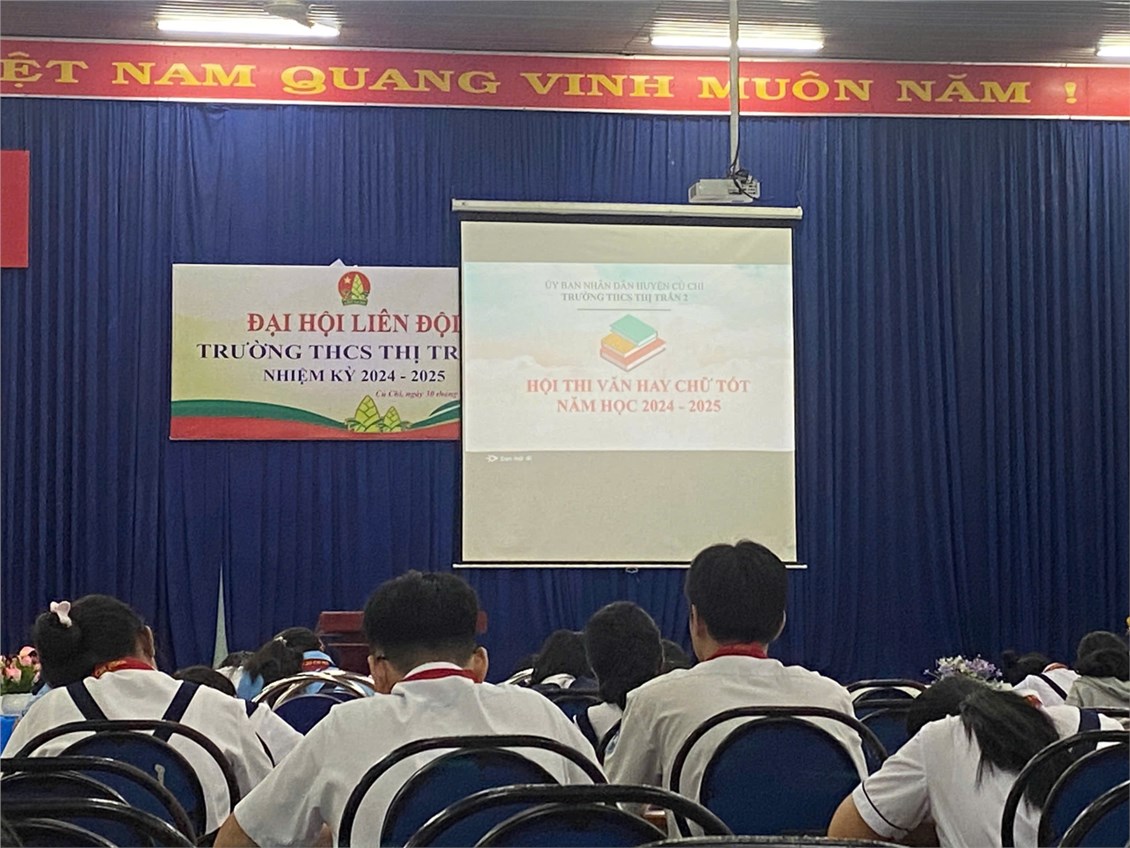 ỆT NAM QUANG VINH MUÔN NĂM !
ĐẠI HỘI LIÊN ĐỘI
TRƯỜNG THCS THỊ TR
NHIỆM KỲ 2024 - 2025
Củ Chi, ngày 30 tháng
ỦY BAN NHÂN DÂN HUYỆN CỦ CHI
TRƯỜNG THCS THỊ TRẤN 2
HỘI THI VĂN HAY CHỮ TỐT
NĂM HỌC 2024 - 2025